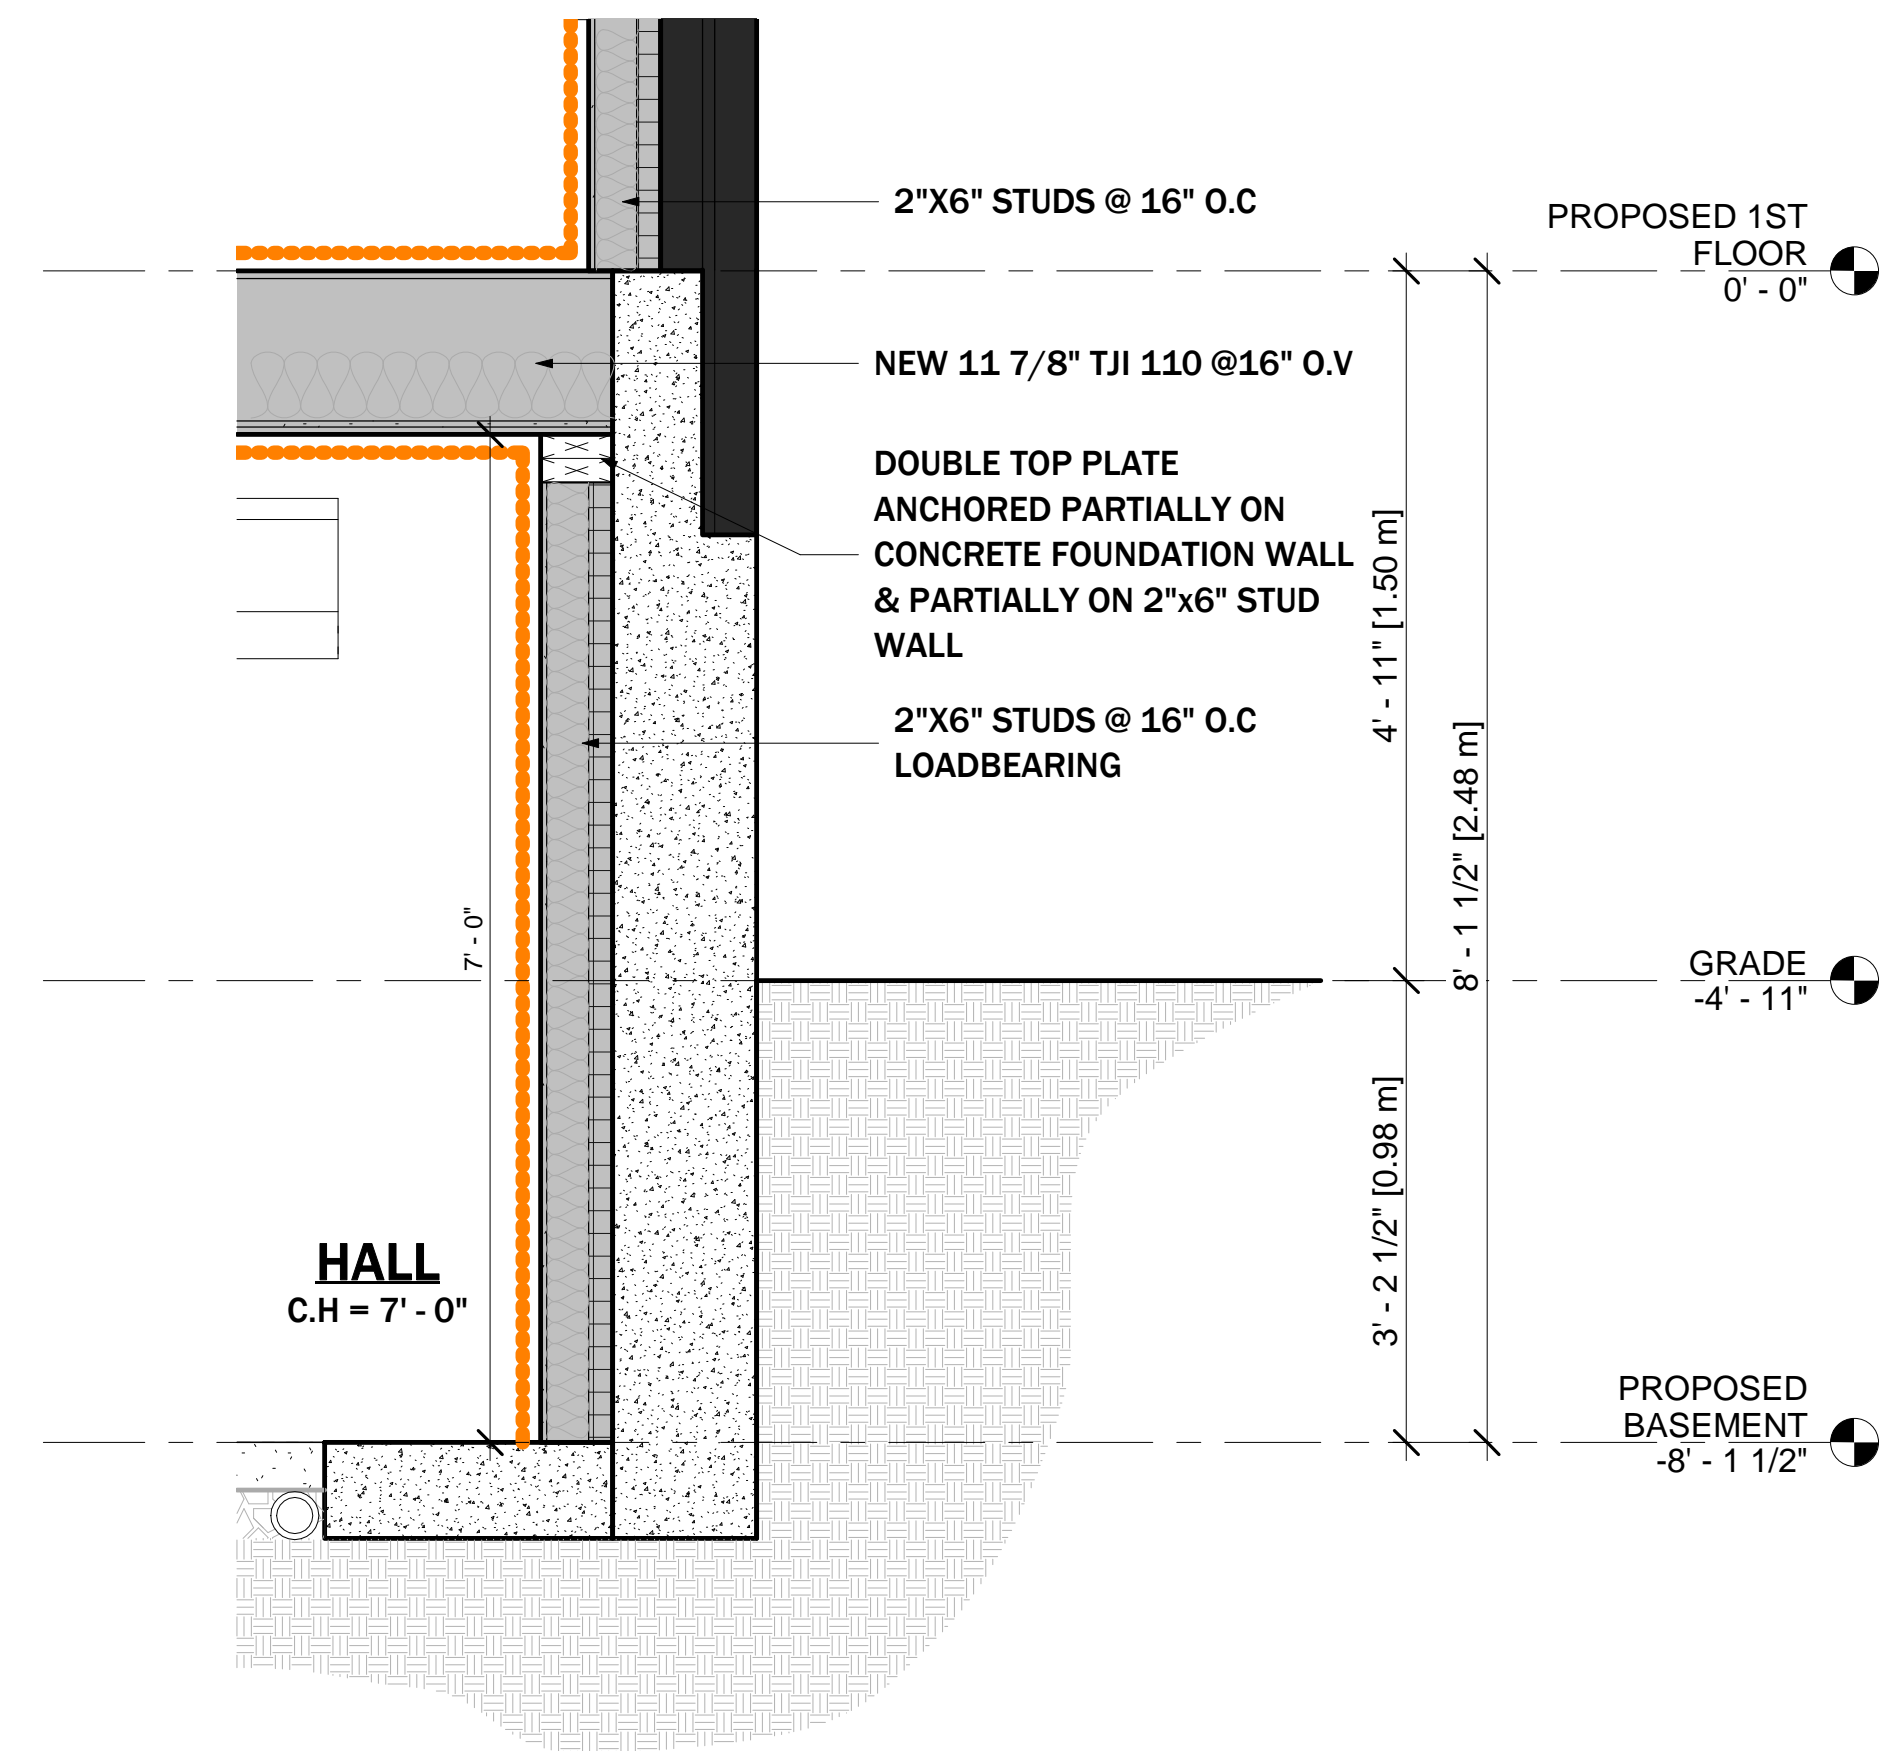 2"X6" STUDS @ 16" O.C
PROPOSED 1ST
FLOOR
0' - 0"
NEW 11 7/8" TJI 110 @16" O.V
DOUBLE TOP PLATE
ANCHORED PARTIALLY ON
CONCRETE FOUNDATION WALL
& PARTIALLY ON 2"x6" STUD
WALL
4' - 11" [1.50 m]
2"X6" STUDS @ 16" O.C
LOADBEARING
8' - 1 1/2" [2.48 m]
7' - 0"
GRADE
-4' - 11"
3' - 2 1/2" [0.98 m]
HALL
C.H = 7' - 0"
PROPOSED
BASEMENT
-8' - 1 1/2"